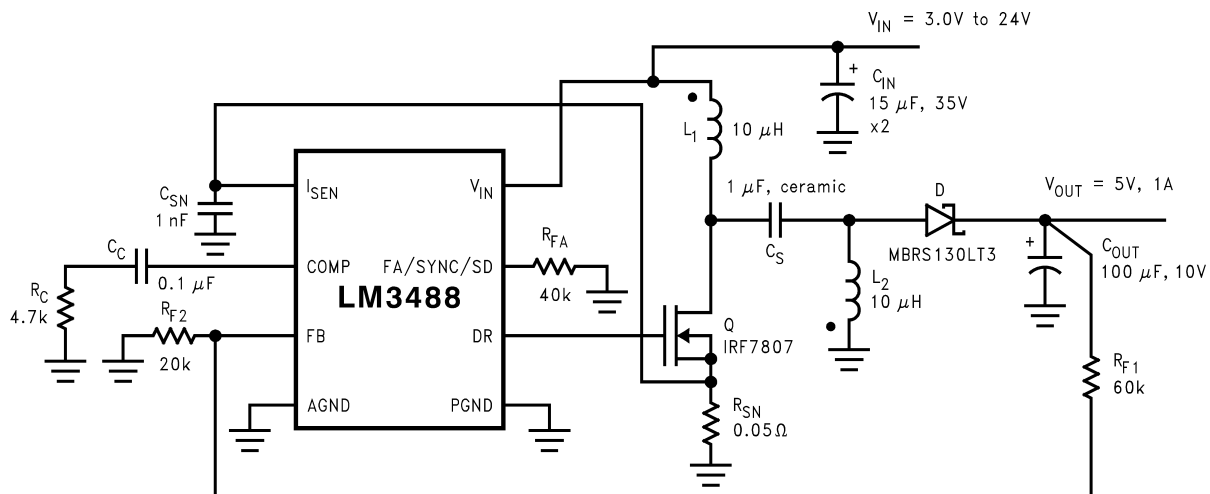 V_IN = 3.0V to 24V
+
C_IN
15 μF, 35V
x2
L_1
10 μH
I_SEN
V_IN
C_SN
1 nF
1 μF, ceramic
D
V_OUT = 5V, 1A
C_C
0.1 μF
COMP
FA/SYNC/SD
R_FA
40k
C_S
MBRS130LT3
+
C_OUT
100 μF, 10V
LM3488
R_C
4.7k
R_F2
20k
FB
DR
Q
IRF7807
L_2
10 μH
R_F1
60k
AGND
PGND
R_SN
0.05Ω